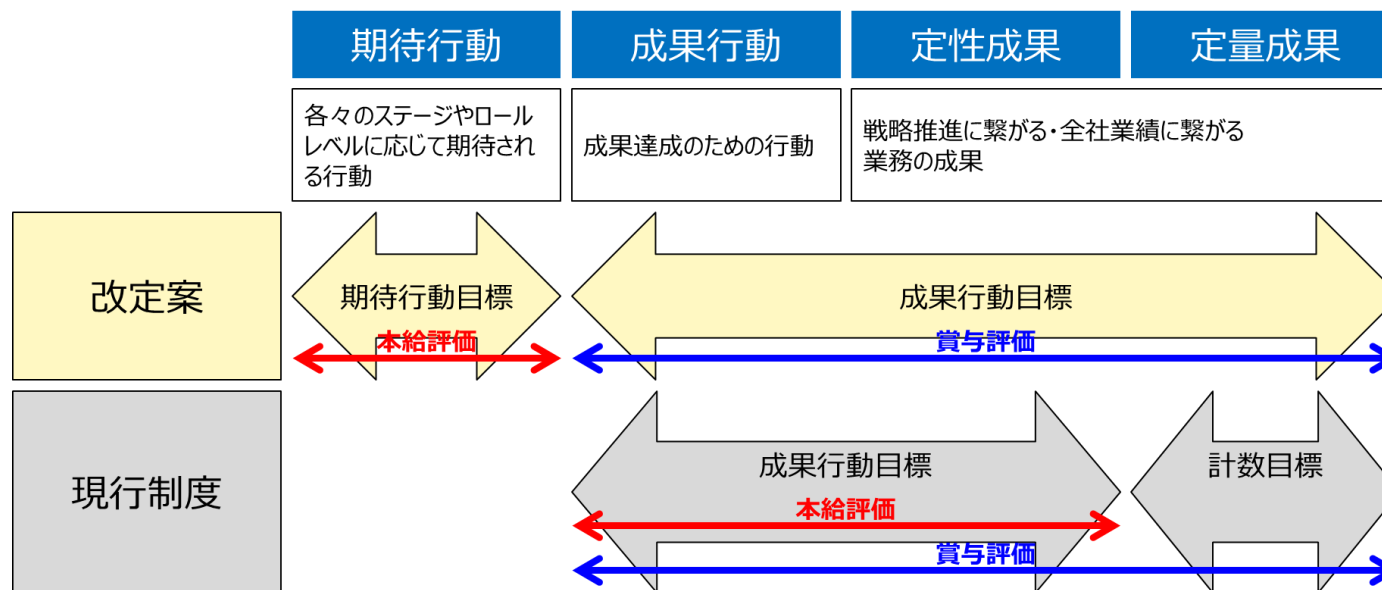 期待行動
成果行動
定性成果
定量成果
各々のステージやロール
レベルに応じて期待され
る行動
成果達成のための行動
戦略推進に繋がる・全社業績に繋がる
業務の成果
改定案
期待行動目標
本給評価
成果行動目標
賞与評価
現行制度
成果行動目標
本給評価
計数目標
賞与評価